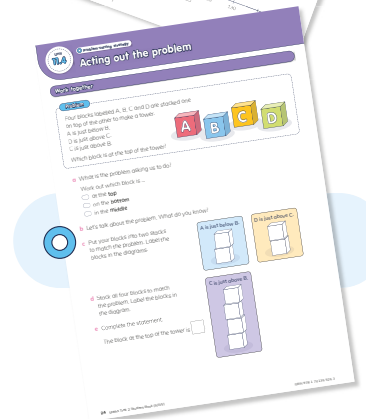 UNIT
11.4
problem-solving strategy
Acting out the problem
Work together
Four blocks labelled A, B, C and D are stacked one
on top of the other to make a tower.
A is just below B.
D is just above C.
C is just above B.
Which block is at the top of the tower?
A B C D
a What is the problem asking us to do?
Work out which block is ...
at the top
on the bottom
in the middle
b Let's talk about the problem. What do you know?
c Put your blocks into two stacks
to match the problem. Label the
blocks in the diagrams.
A is just below B.
D is just above C.
d Stack all four blocks to match
the problem. Label the blocks in
the diagram.
C is just above B.
e Complete the statement.
The block at the top of the tower is